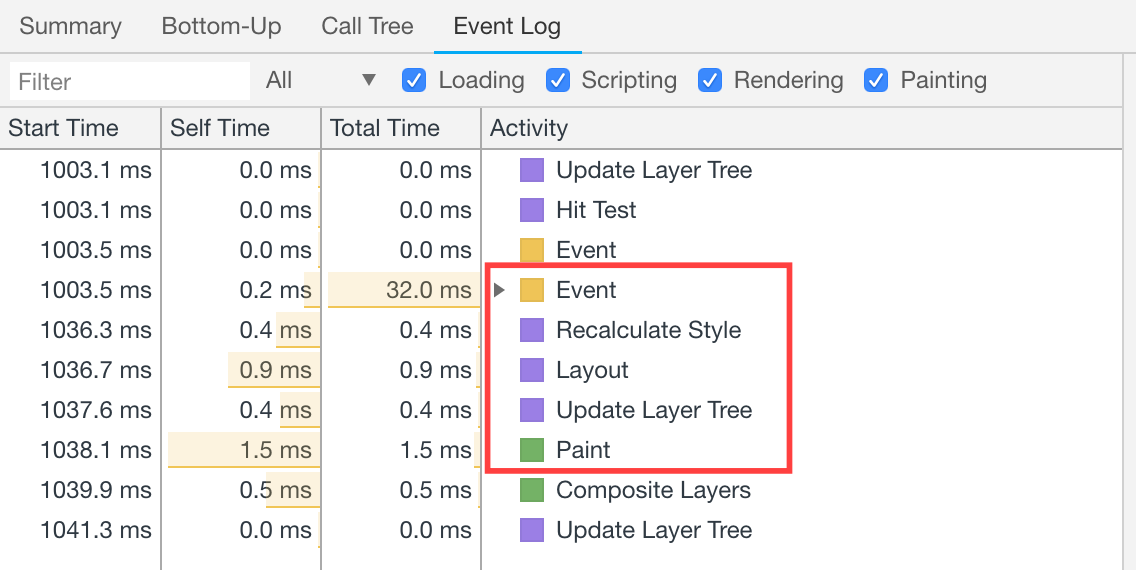 Summary Bottom-Up Call Tree Event Log
Filter All ▼ Loading Scripting Rendering Painting
Start Time Self Time Total Time Activity
1003.1 ms 0.0 ms 0.0 ms Update Layer Tree
1003.1 ms 0.0 ms 0.0 ms Hit Test
1003.5 ms 0.0 ms 0.0 ms Event
1003.5 ms 0.2 ms 32.0 ms Event
1036.3 ms 0.4 ms 0.4 ms Recalculate Style
1036.7 ms 0.9 ms 0.9 ms Layout
1037.6 ms 0.4 ms 0.4 ms Update Layer Tree
1038.1 ms 1.5 ms 1.5 ms Paint
1039.9 ms 0.5 ms 0.5 ms Composite Layers
1041.3 ms 0.0 ms 0.0 ms Update Layer Tree